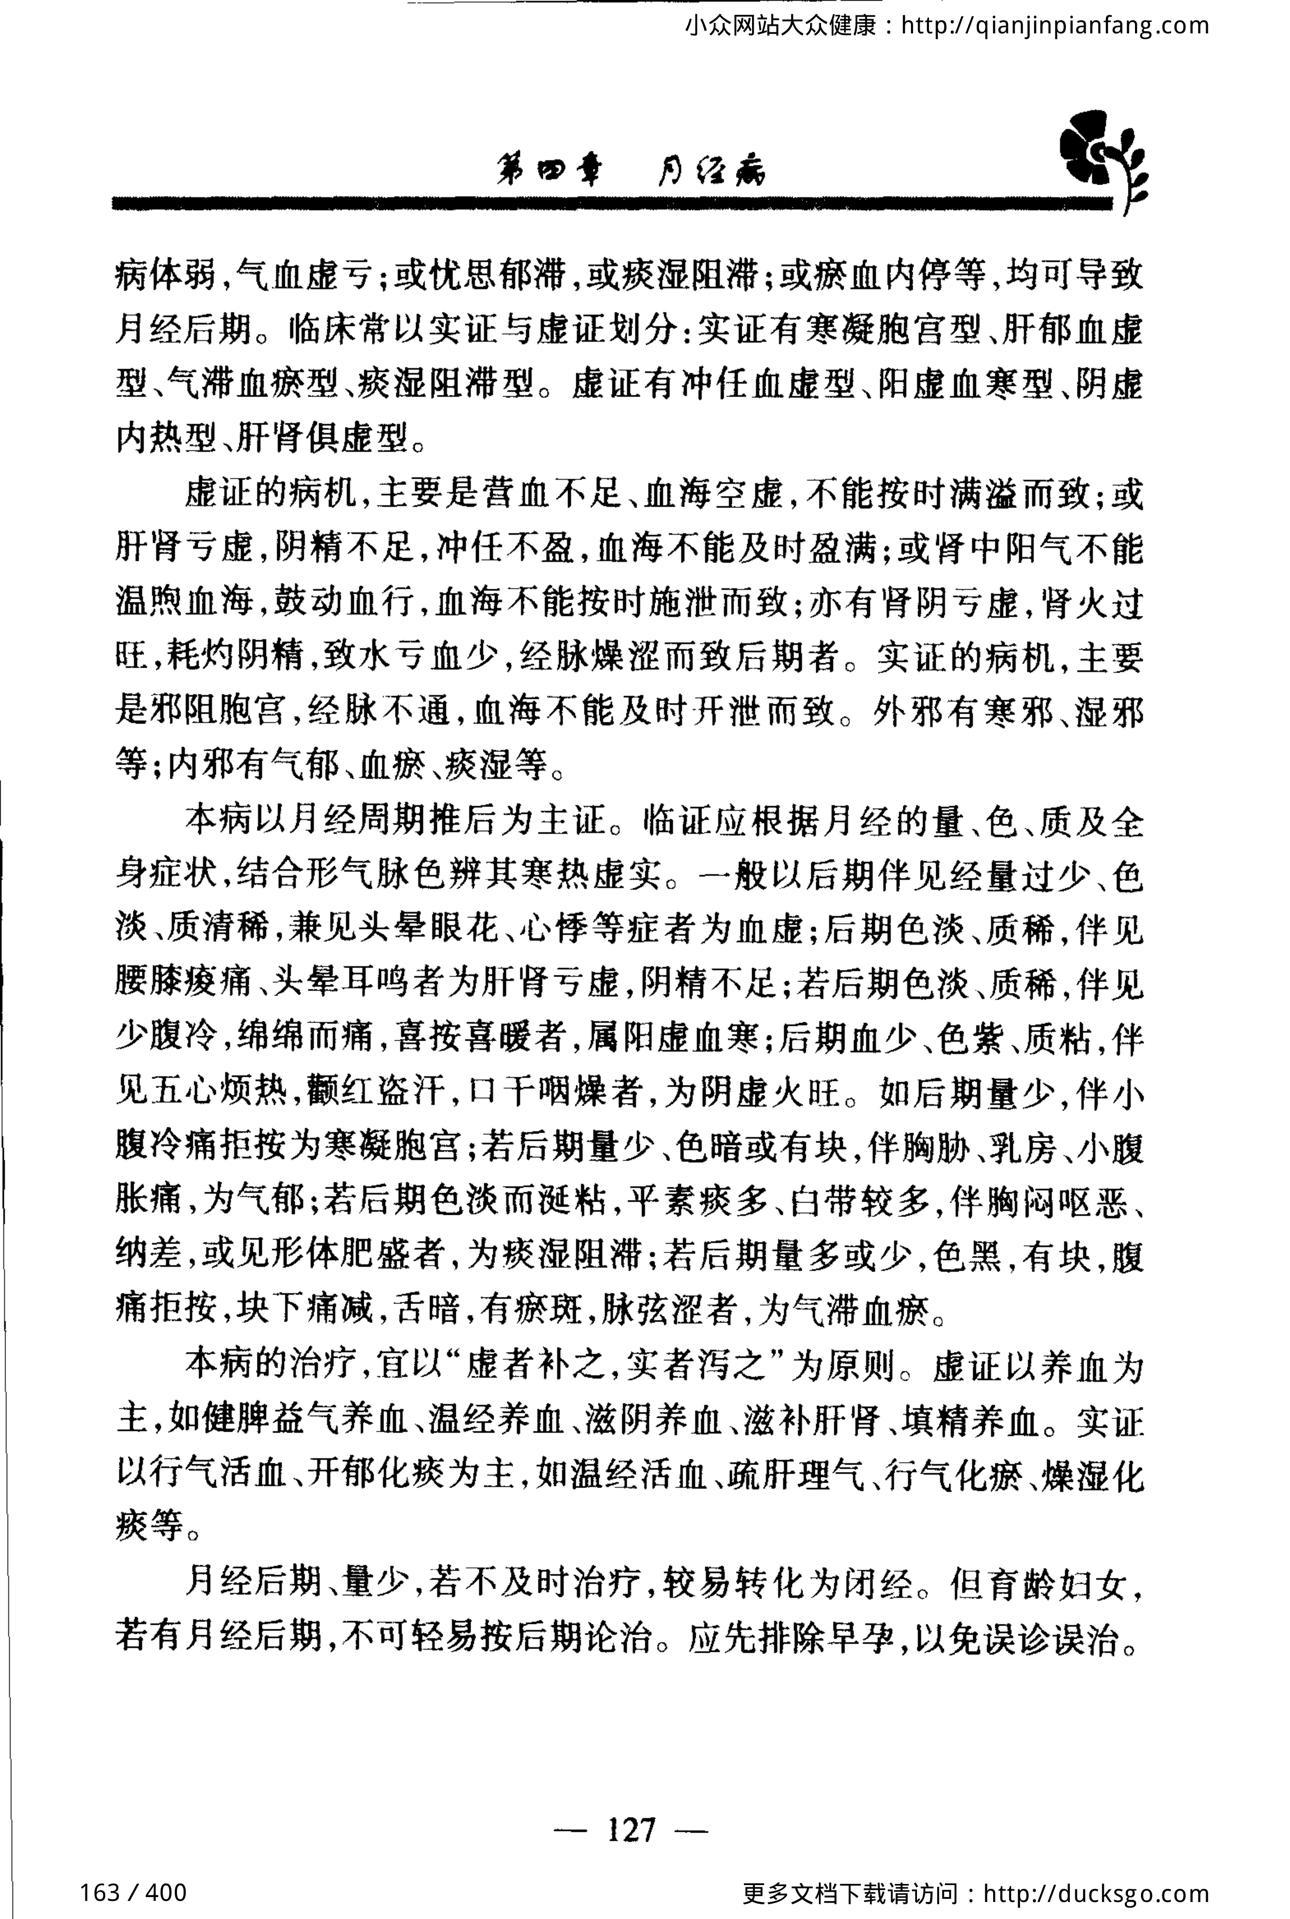 小众网站大众健康：http://qianjinpianfang.com
第四章　月经病
病体弱，气血虚亏；或忧思郁滞，或痰湿阻滞；或瘀血内停等，均可导致
月经后期。临床常以实证与虚证划分：实证有寒凝胞宫型、肝郁血虚
型、气滞血瘀型、痰湿阻滞型。虚证有冲任血虚型、阳虚血寒型、阴虚
内热型、肝肾俱虚型。
虚证的病机，主要是营血不足、血海空虚，不能按时满溢而致；或
肝肾亏虚，阴精不足，冲任不盈，血海不能及时盈满；或肾中阳气不能
温煦血海，鼓动血行，血海不能按时施泄而致；亦有肾阴亏虚，肾火过
旺，耗灼阴精，致水亏血少，经脉燥涩而致后期者。实证的病机，主要
是邪阻胞宫，经脉不通，血海不能及时开泄而致。外邪有寒邪、湿邪
等；内邪有气郁、血瘀、痰湿等。
本病以月经周期推后为主证。临证应根据月经的量、色、质及全
身症状，结合形气脉色辨其寒热虚实。一般以后期伴见经量过少、色
淡、质清稀，兼见头晕眼花、心悸等症者为血虚；后期色淡、质稀，伴见
腰膝痠痛、头晕耳鸣者为肝肾亏虚，阴精不足；若后期色淡、质稀，伴见
少腹冷，绵绵而痛，喜按喜暖者，属阳虚血寒；后期血少、色紫、质粘，伴
见五心烦热，颧红盗汗，口干咽燥者，为阴虚火旺。如后期量少，伴小
腹冷痛拒按为寒凝胞宫；若后期量少、色暗或有块，伴胸胁、乳房、小腹
胀痛，为气郁；若后期色淡而涎粘，平素痰多、白带较多，伴胸闷呕恶、
纳差，或见形体肥盛者，为痰湿阻滞；若后期量多或少，色黑，有块，腹
痛拒按，块下痛减，舌暗，有瘀斑，脉弦涩者，为气滞血瘀。
本病的治疗，宜以“虚者补之，实者泻之”为原则。虚证以养血为
主，如健脾益气养血、温经养血、滋阴养血、滋补肝肾、填精养血。实证
以行气活血、开郁化痰为主，如温经活血、疏肝理气、行气化瘀、燥湿化
痰等。
月经后期、量少，若不及时治疗，较易转化为闭经。但育龄妇女，
若有月经后期，不可轻易按后期论治。应先排除早孕，以免误诊误治。
— 127 —
163 / 400
更多文档下载请访问：http://ducksgo.com